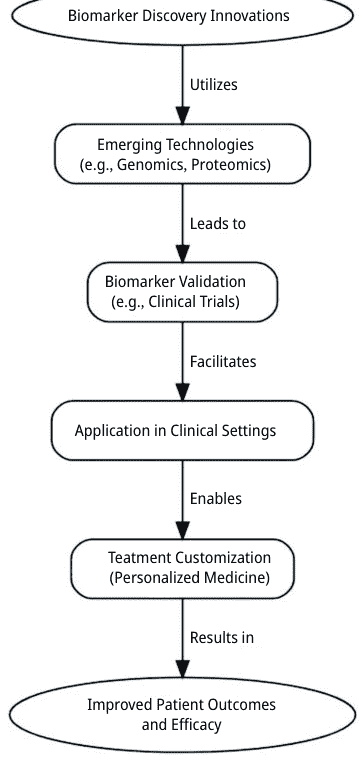 Biomarker Discovery Innovations
Utilizes
Emerging Technologies
(e.g., Genomics, Proteomics)
Leads to
Biomarker Validation
(e.g., Clinical Trials)
Facilitates
Application in Clinical Settings
Enables
Teatment Customization
(Personalized Medicine)
Results in
Improved Patient Outcomes
and Efficacy